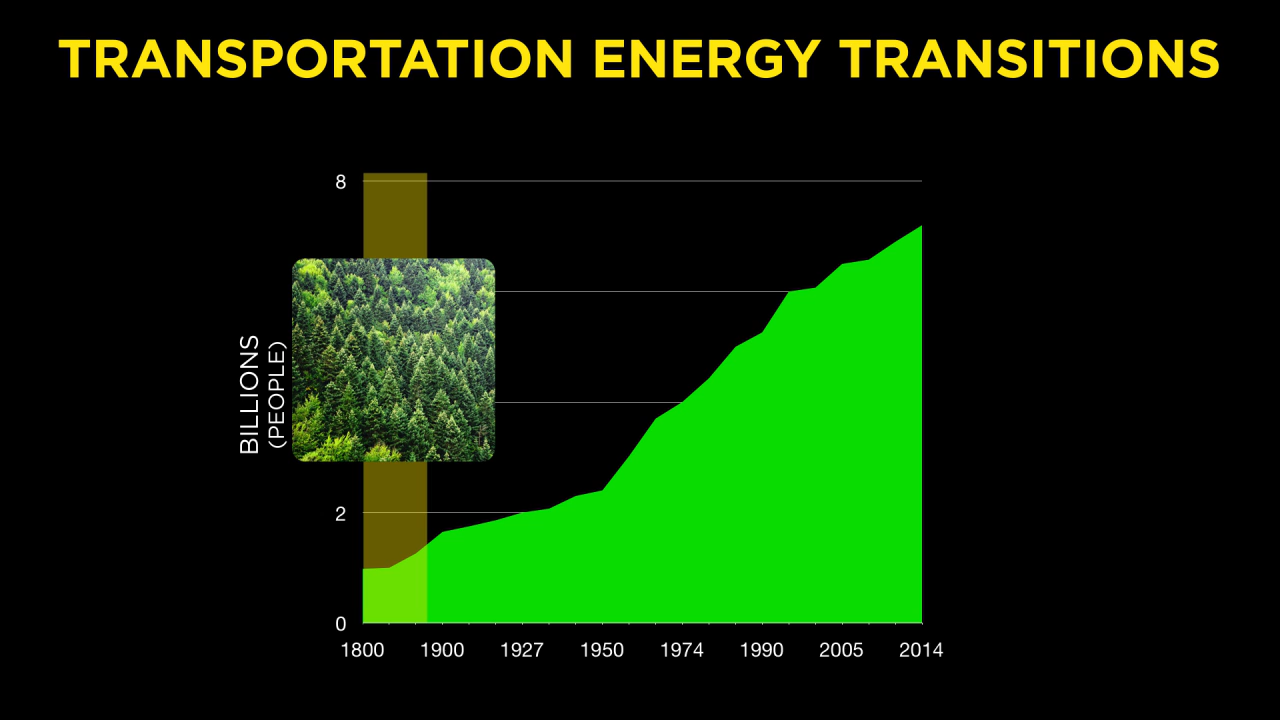 TRANSPORTATION ENERGY TRANSITIONS
8
BILLIONS
(PEOPLE)
2
0
1800 1900 1927 1950 1974 1990 2005 2014